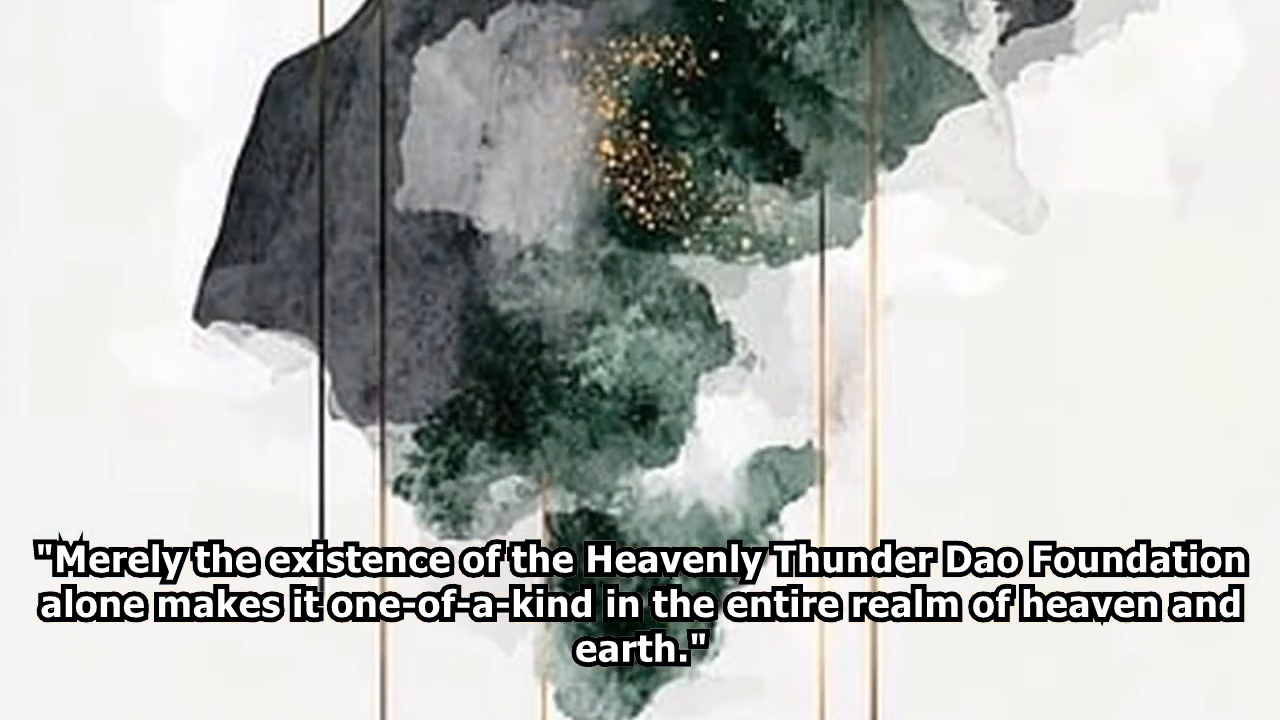 "Merely the existence of the Heavenly Thunder Dao Foundation
alone makes it one-of-a-kind in the entire realm of heaven and
earth."